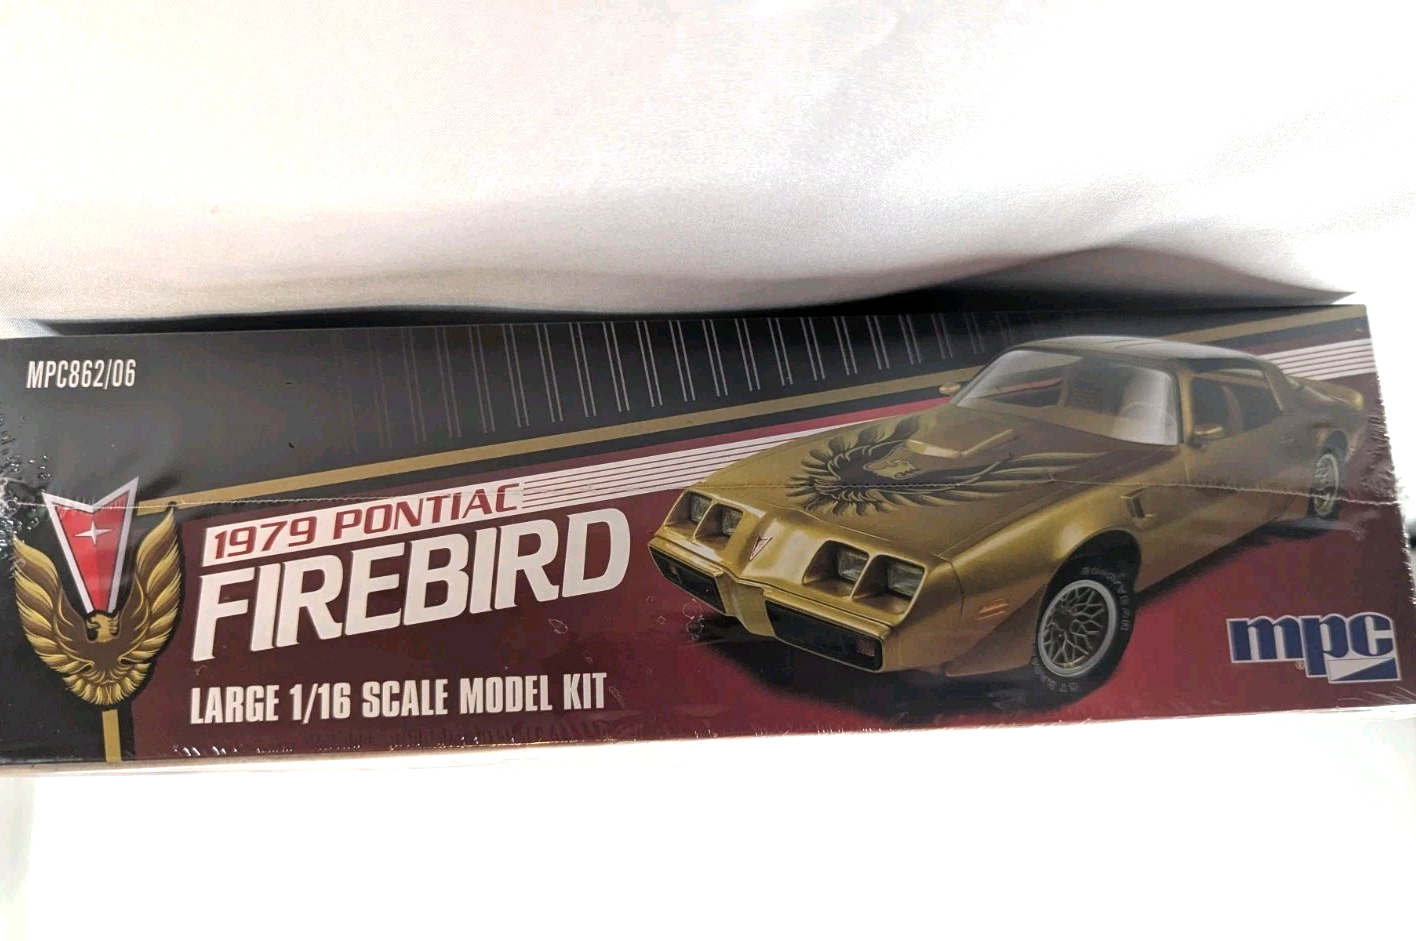 MPC862/06
1979 PONTIAC
FIREBIRD
LARGE 1/16 SCALE MODEL KIT
mpc